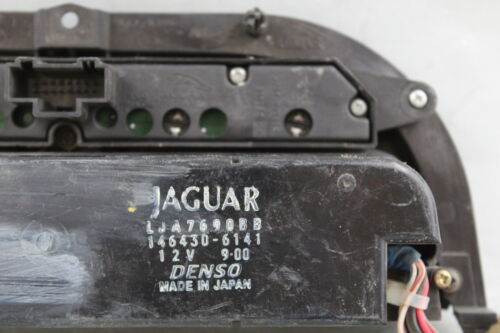 JAGUAR
LJA7690BB
146430-6141
12V 9·00
DENSO
MADE IN JAPAN